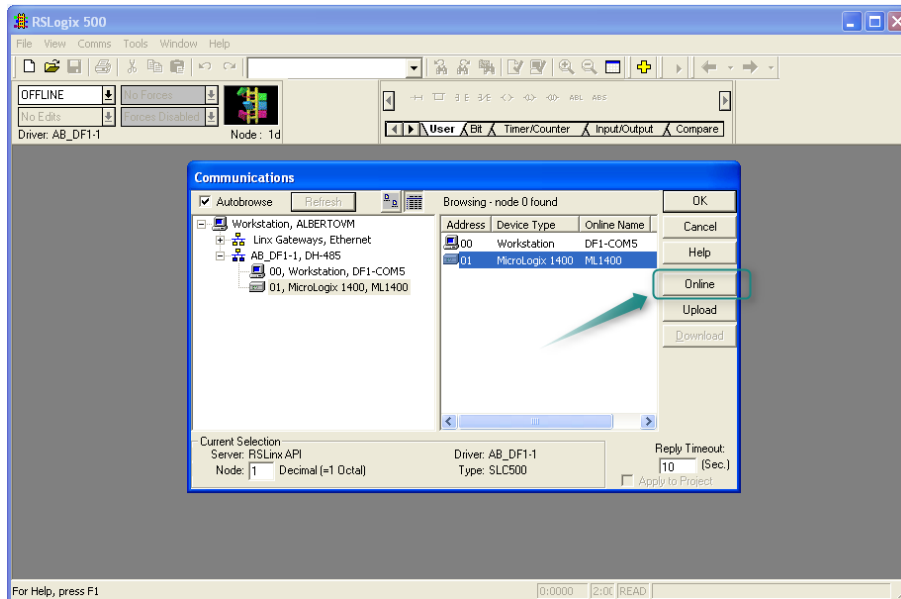 RSLogix 500
File View Comms Tools Window Help
OFFLINE No Forces
No Edits Forces Disabled
Driver: AB_DF1-1 Node : 1d
ABL ABS
User Bit Timer/Counter Input/Output Compare
Communications
Autobrowse Refresh Browsing - node 0 found OK
Workstation, ALBERTOVM
Linx Gateways, Ethernet
AB_DF1-1, DH-485
00, Workstation, DF1-COM5
01, MicroLogix 1400, ML1400
Address Device Type Online Name
00 Workstation DF1-COM5
01 MicroLogix 1400 ML1400
Cancel
Help
Online
Upload
Download
Current Selection
Server: RSLinx API Driver: AB_DF1-1
Node: 1 Decimal (=1 Octal) Type: SLC500
Reply Timeout:
10 (Sec.)
Apply to Project
For Help, press F1 0:0000 READ